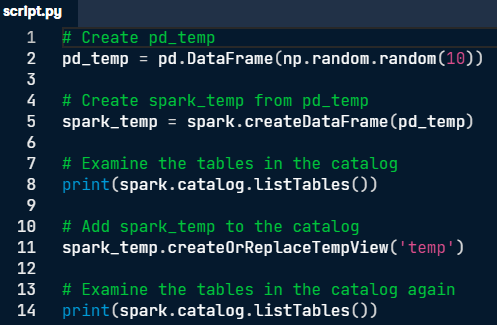 script.py
1 # Create pd_temp
2 pd_temp = pd.DataFrame(np.random.random(10))
3
4 # Create spark_temp from pd_temp
5 spark_temp = spark.createDataFrame(pd_temp)
6
7 # Examine the tables in the catalog
8 print(spark.catalog.listTables())
9
10 # Add spark_temp to the catalog
11 spark_temp.createOrReplaceTempView('temp')
12
13 # Examine the tables in the catalog again
14 print(spark.catalog.listTables())